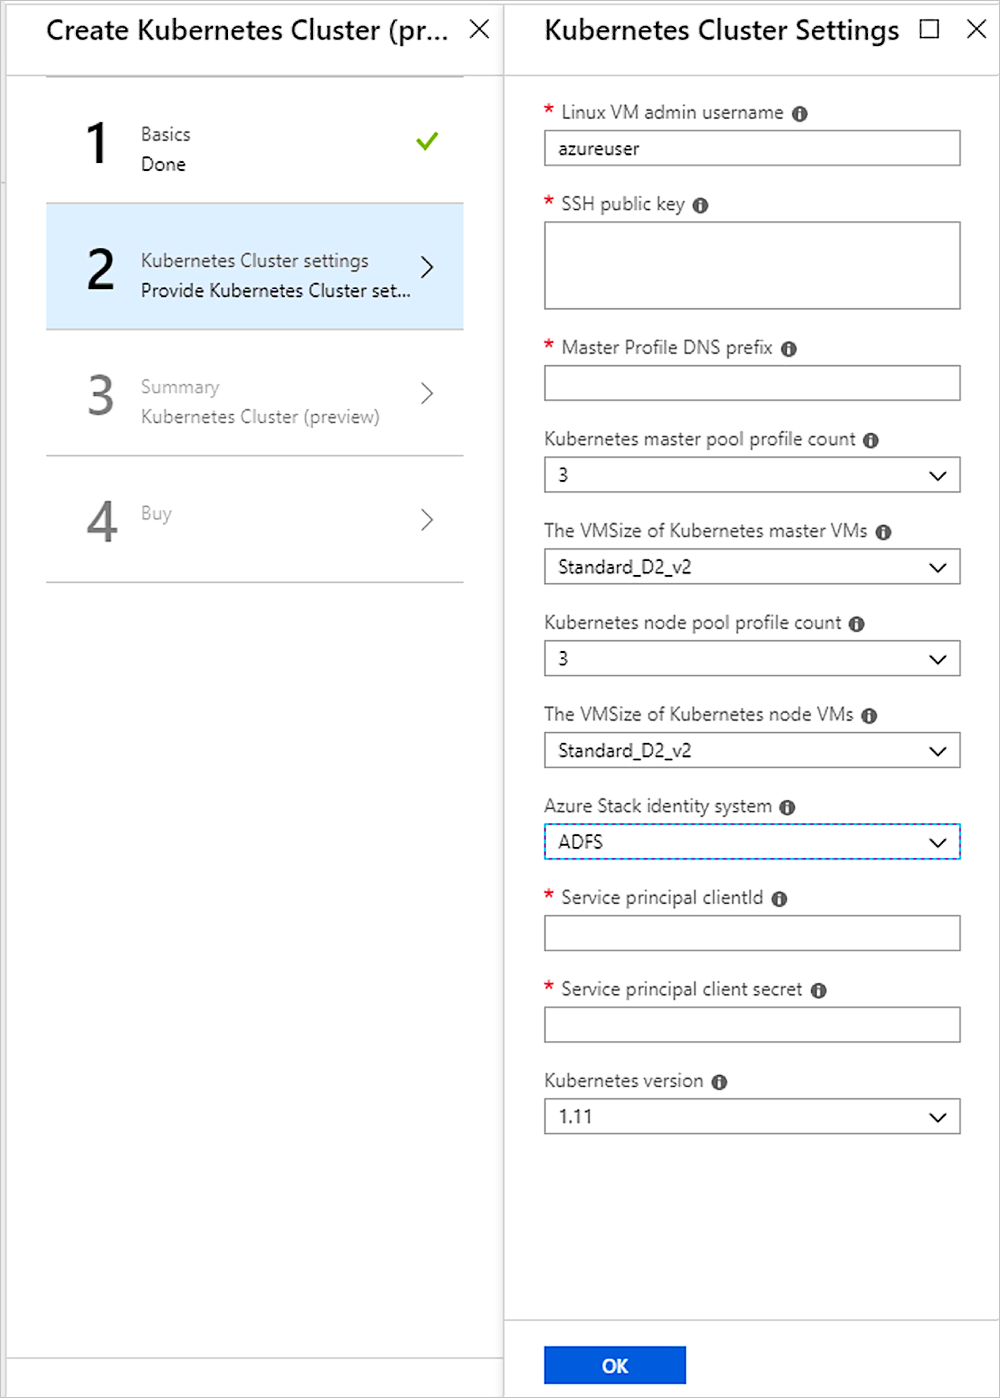 Create Kubernetes Cluster (pr...
1
Basics
Done
2
Kubernetes Cluster settings
Provide Kubernetes Cluster set...
3
Summary
Kubernetes Cluster (preview)
4
Buy
Kubernetes Cluster Settings
* Linux VM admin username
azureuser
* SSH public key
* Master Profile DNS prefix
Kubernetes master pool profile count
3
The VMSize of Kubernetes master VMs
Standard_D2_v2
Kubernetes node pool profile count
3
The VMSize of Kubernetes node VMs
Standard_D2_v2
Azure Stack identity system
ADFS
* Service principal clientId
* Service principal client secret
Kubernetes version
1.11
OK